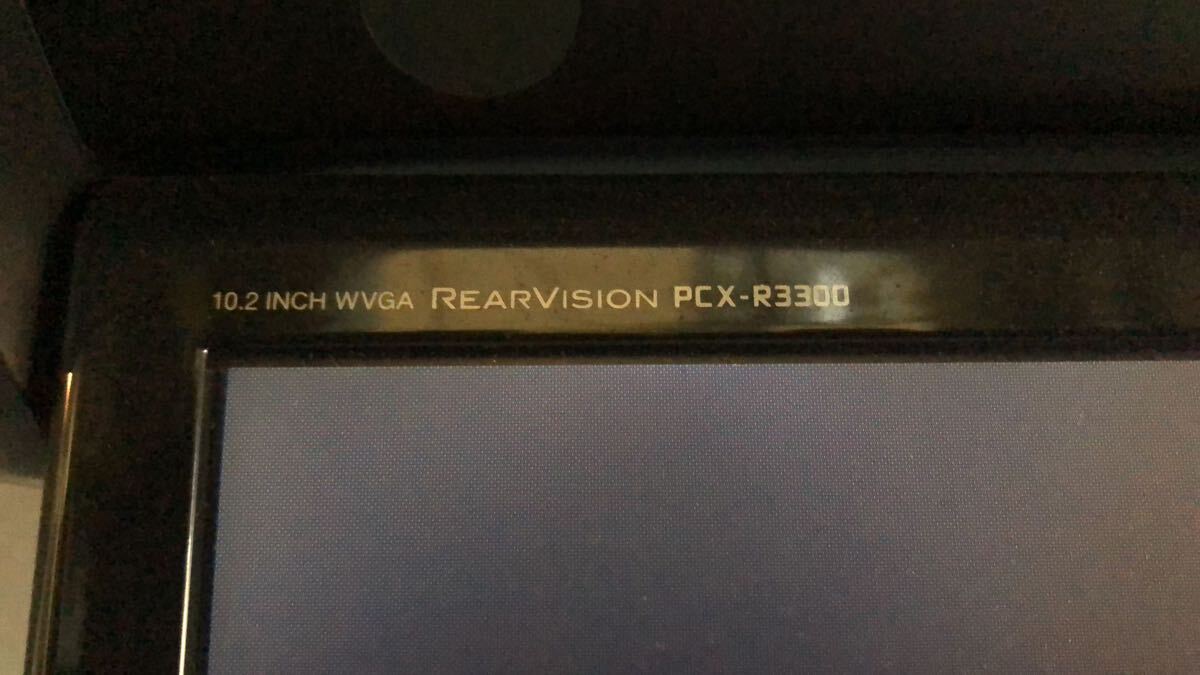 10.2 INCH WVGA REARVISION PCX-R3300